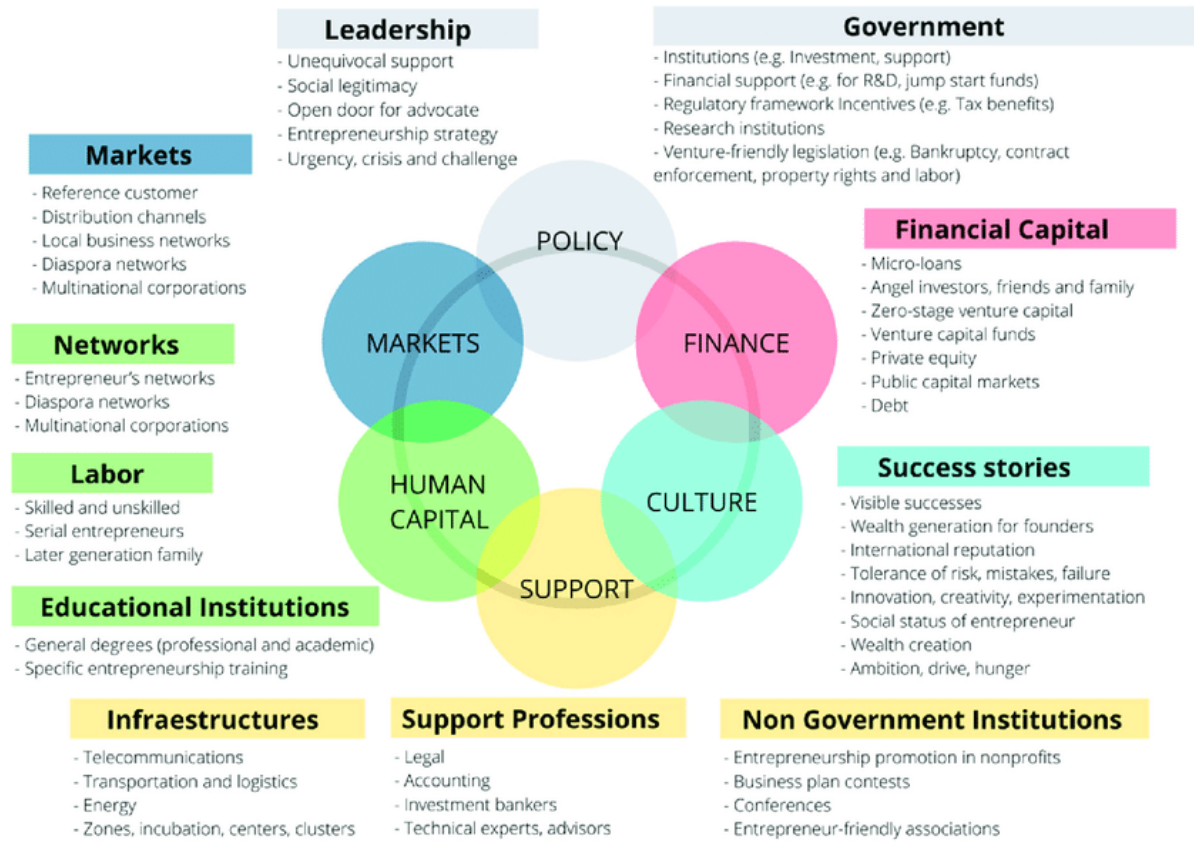 Leadership
- Unequivocal support
- Social legitimacy
- Open door for advocate
- Entrepreneurship strategy
- Urgency, crisis and challenge
Government
- Institutions (e.g. Investment, support)
- Financial support (e.g. for R&D, jump start funds)
- Regulatory framework Incentives (e.g. Tax benefits)
- Research institutions
- Venture-friendly legislation (e.g. Bankruptcy, contract
enforcement, property rights and labor)
Markets
- Reference customer
- Distribution channels
- Local business networks
- Diaspora networks
- Multinational corporations
Financial Capital
- Micro-loans
- Angel investors, friends and family
- Zero-stage venture capital
- Venture capital funds
- Private equity
- Public capital markets
- Debt
POLICY
MARKETS
FINANCE
HUMAN
CAPITAL
CULTURE
SUPPORT
Networks
- Entrepreneur's networks
- Diaspora networks
- Multinational corporations
Labor
- Skilled and unskilled
- Serial entrepreneurs
- Later generation family
Success stories
- Visible successes
- Wealth generation for founders
- International reputation
- Tolerance of risk, mistakes, failure
- Innovation, creativity, experimentation
- Social status of entrepreneur
- Wealth creation
- Ambition, drive, hunger
Educational Institutions
- General degrees (professional and academic)
- Specific entrepreneurship training
Infraestructures
- Telecommunications
- Transportation and logistics
- Energy
- Zones, incubation, centers, clusters
Support Professions
- Legal
- Accounting
- Investment bankers
- Technical experts, advisors
Non Government Institutions
- Entrepreneurship promotion in nonprofits
- Business plan contests
- Conferences
- Entrepreneur-friendly associations